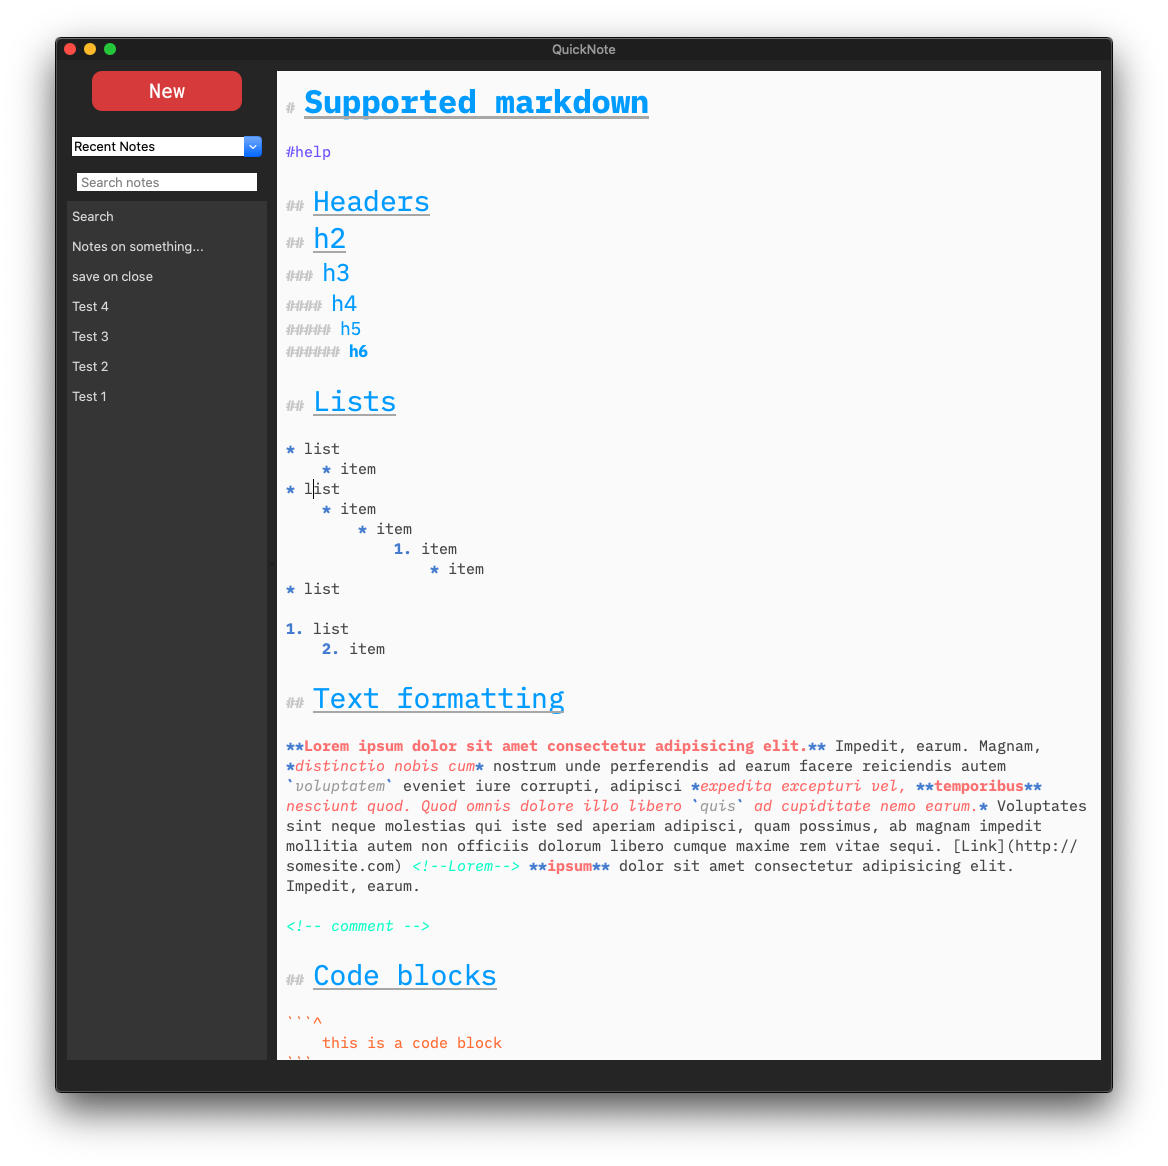 QuickNote
New
Recent Notes
Search notes
Search
Notes on something...
save on close
Test 4
Test 3
Test 2
Test 1
# Supported markdown
#help
## Headers
## h2
### h3
#### h4
##### h5
###### h6
## Lists
* list
* item
* list
* item
* item
1. item
* item
* list
1. list
2. item
## Text formatting
**Lorem ipsum dolor sit amet consectetur adipisicing elit.** Impedit, earum. Magnam,
*distinctio nobis cum* nostrum unde perferendis ad earum facere reiciendis autem
`voluptatem` eveniet iure corrupti, adipisci *expedita excepturi vel, **temporibus**
nesciunt quod. Quod omnis dolore illo libero `quis` ad cupiditate nemo earum.* Voluptates
sint neque molestias qui iste sed aperiam adipisci, quam possimus, ab magnam impedit
mollitia autem non officiis dolorum libero cumque maxime rem vitae sequi. [Link](http://
somesite.com) <!--Lorem--> **ipsum** dolor sit amet consectetur adipisicing elit.
Impedit, earum.
<!-- comment -->
## Code blocks
```^
this is a code block
```